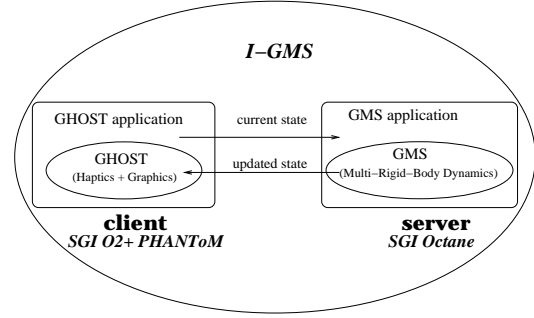 I–GMS
GHOST application
current state
GMS application
GHOST
(Haptics + Graphics)
updated state
GMS
(Multi–Rigid–Body Dynamics)
client
SGI O2+ PHANToM
server
SGI Octane